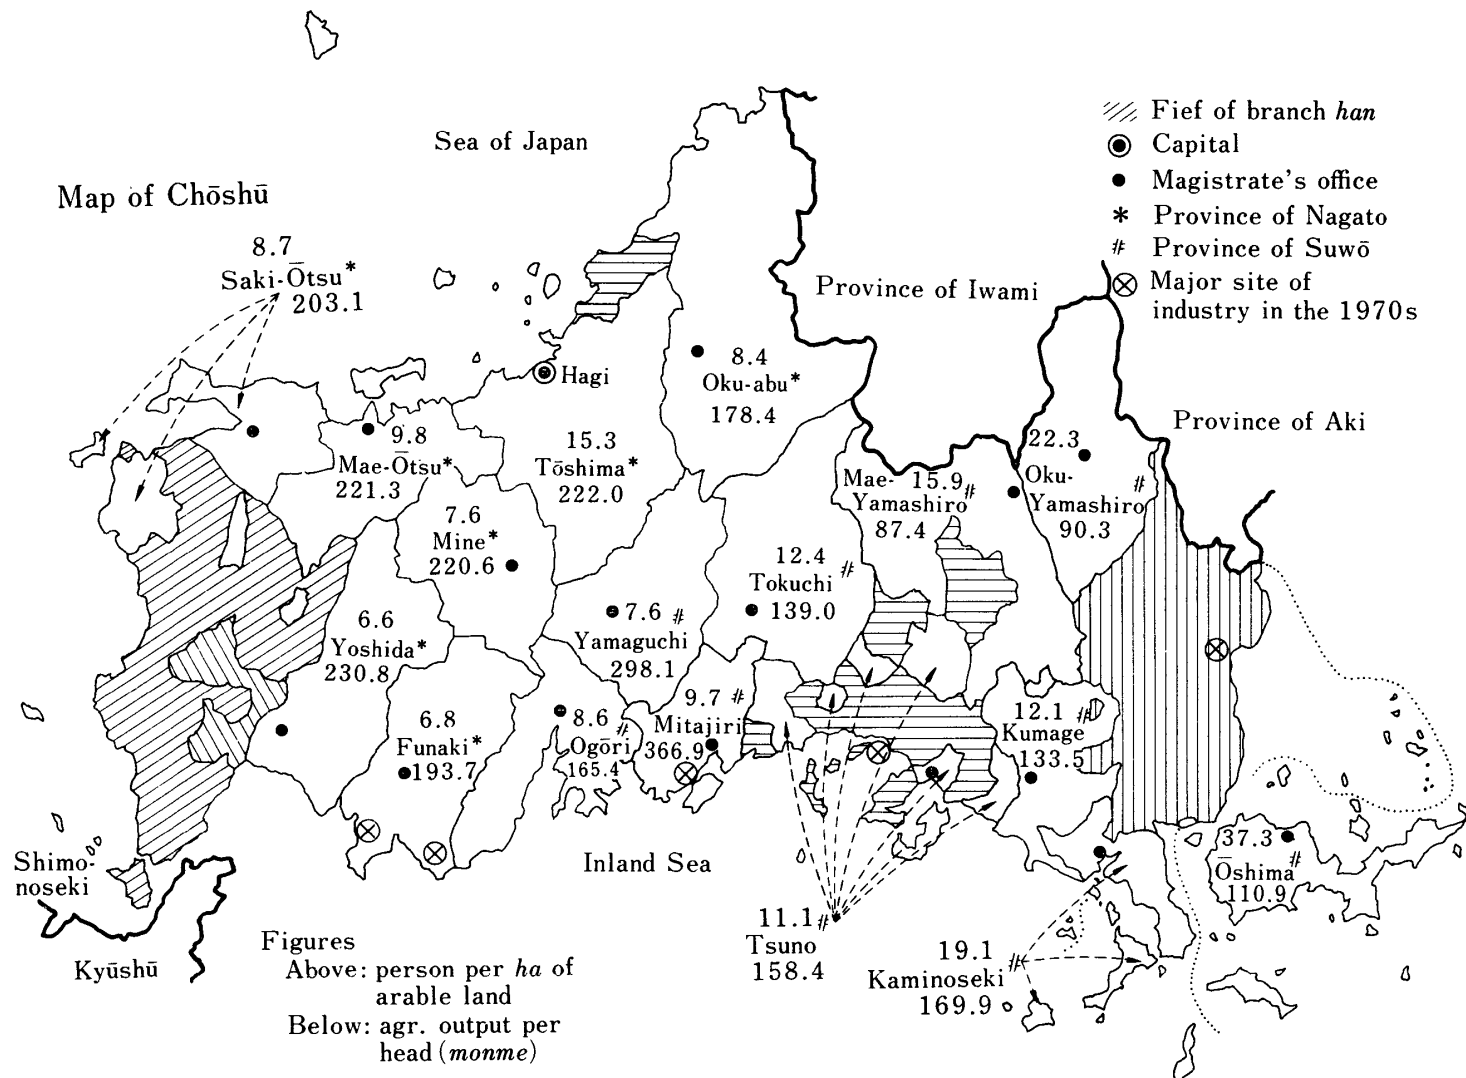 Sea of Japan
Map of Chōshū
Fief of branch han
Capital
Magistrate's office
* Province of Nagato
# Province of Suwō
Major site of
industry in the 1970s
8.7
Saki-Ōtsu*
203.1
Province of Iwami
Province of Aki
Hagi
8.4
Oku-abu*
178.4
9.8
Mae-Ōtsu*
221.3
15.3
Tōshima*
222.0
Mae- 15.9 #
Yamashiro
87.4
22.3
Oku- #
Yamashiro
90.3
7.6
Mine*
220.6
12.4 #
Tokuchi
139.0
6.6
Yoshida*
230.8
7.6 #
Yamaguchi
298.1
6.8
Funaki*
193.7
8.6 #
Ogōri
165.4
9.7 #
Mitajiri
366.9
12.1 #
Kumage
133.5
37.3 #
Ōshima
110.9
Shimo-
noseki
Inland Sea
Kyūshū
11.1 #
Tsuno
158.4
19.1 #
Kaminoseki
169.9
Figures
Above: person per ha of
arable land
Below: agr. output per
head (monme)